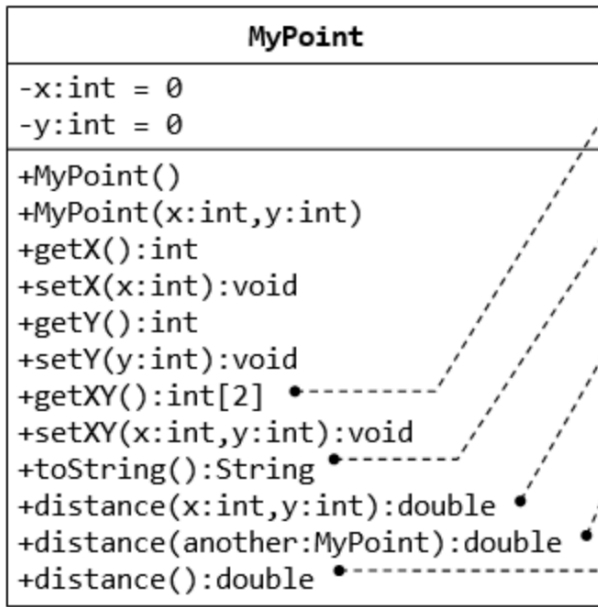 MyPoint
-x:int = 0
-y:int = 0
+MyPoint()
+MyPoint(x:int,y:int)
+getX():int
+setX(x:int):void
+getY():int
+setY(y:int):void
+getXY():int[2]
+setXY(x:int,y:int):void
+toString():String
+distance(x:int,y:int):double
+distance(another:MyPoint):double
+distance():double